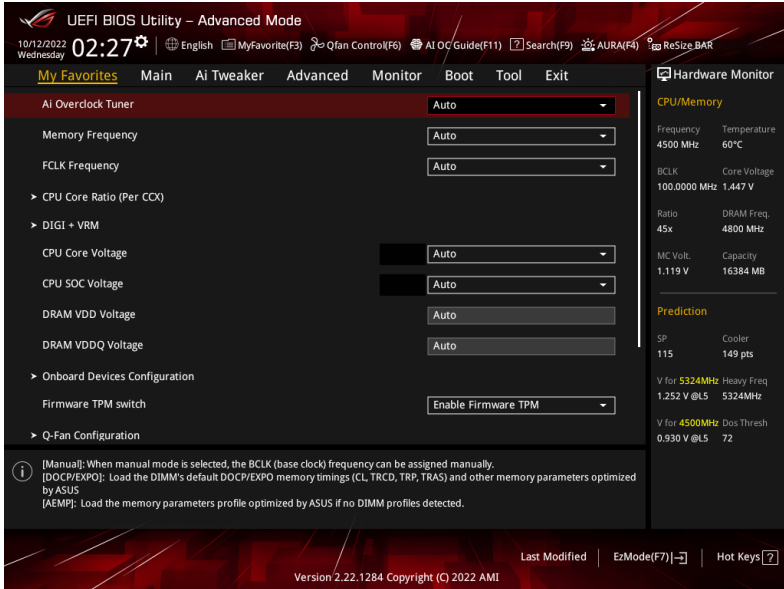 UEFI BIOS Utility – Advanced Mode
10/12/2022
Wednesday
02:27
English
MyFavorite(F3)
Qfan Control(F6)
AI OC Guide(F11)
? Search(F9)
AURA(F4)
ReSize BAR
My Favorites Main Ai Tweaker Advanced Monitor Boot Tool Exit
Ai Overclock Tuner Auto
Memory Frequency Auto
FCLK Frequency Auto
> CPU Core Ratio (Per CCX)
> DIGI + VRM
CPU Core Voltage Auto
CPU SOC Voltage Auto
DRAM VDD Voltage Auto
DRAM VDDQ Voltage Auto
> Onboard Devices Configuration
Firmware TPM switch Enable Firmware TPM
> Q-Fan Configuration
Hardware Monitor
CPU/Memory
Frequency Temperature
4500 MHz 60°C
BCLK Core Voltage
100.0000 MHz 1.447 V
Ratio DRAM Freq.
45x 4800 MHz
MC Volt. Capacity
1.119 V 16384 MB
Prediction
SP Cooler
115 149 pts
V for 5324MHz Heavy Freq
1.252 V @L5 5324MHz
V for 4500MHz Dos Thresh
0.930 V @L5 72
i
[Manual]: When manual mode is selected, the BCLK (base clock) frequency can be assigned manually.
[DOCP/EXPO]: Load the DIMM's default DOCP/EXPO memory timings (CL, TRCD, TRP, TRAS) and other memory parameters optimized
by ASUS
[AEMP]: Load the memory parameters profile optimized by ASUS if no DIMM profiles detected.
Last Modified EzMode(F7) Hot Keys ?
Version 2.22.1284 Copyright (C) 2022 AMI